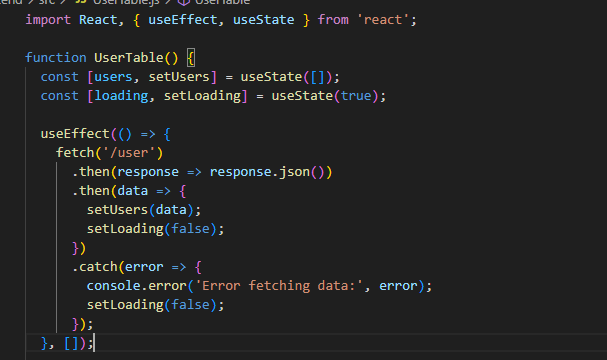 end > src > JS UserTable.js > UserTable
import React, { useEffect, useState } from 'react';
function UserTable() {
const [users, setUsers] = useState([]);
const [loading, setLoading] = useState(true);
useEffect(() => {
fetch('/user')
.then(response => response.json())
.then(data => {
setUsers(data);
setLoading(false);
})
.catch(error => {
console.error('Error fetching data:', error);
setLoading(false);
});
}, []);